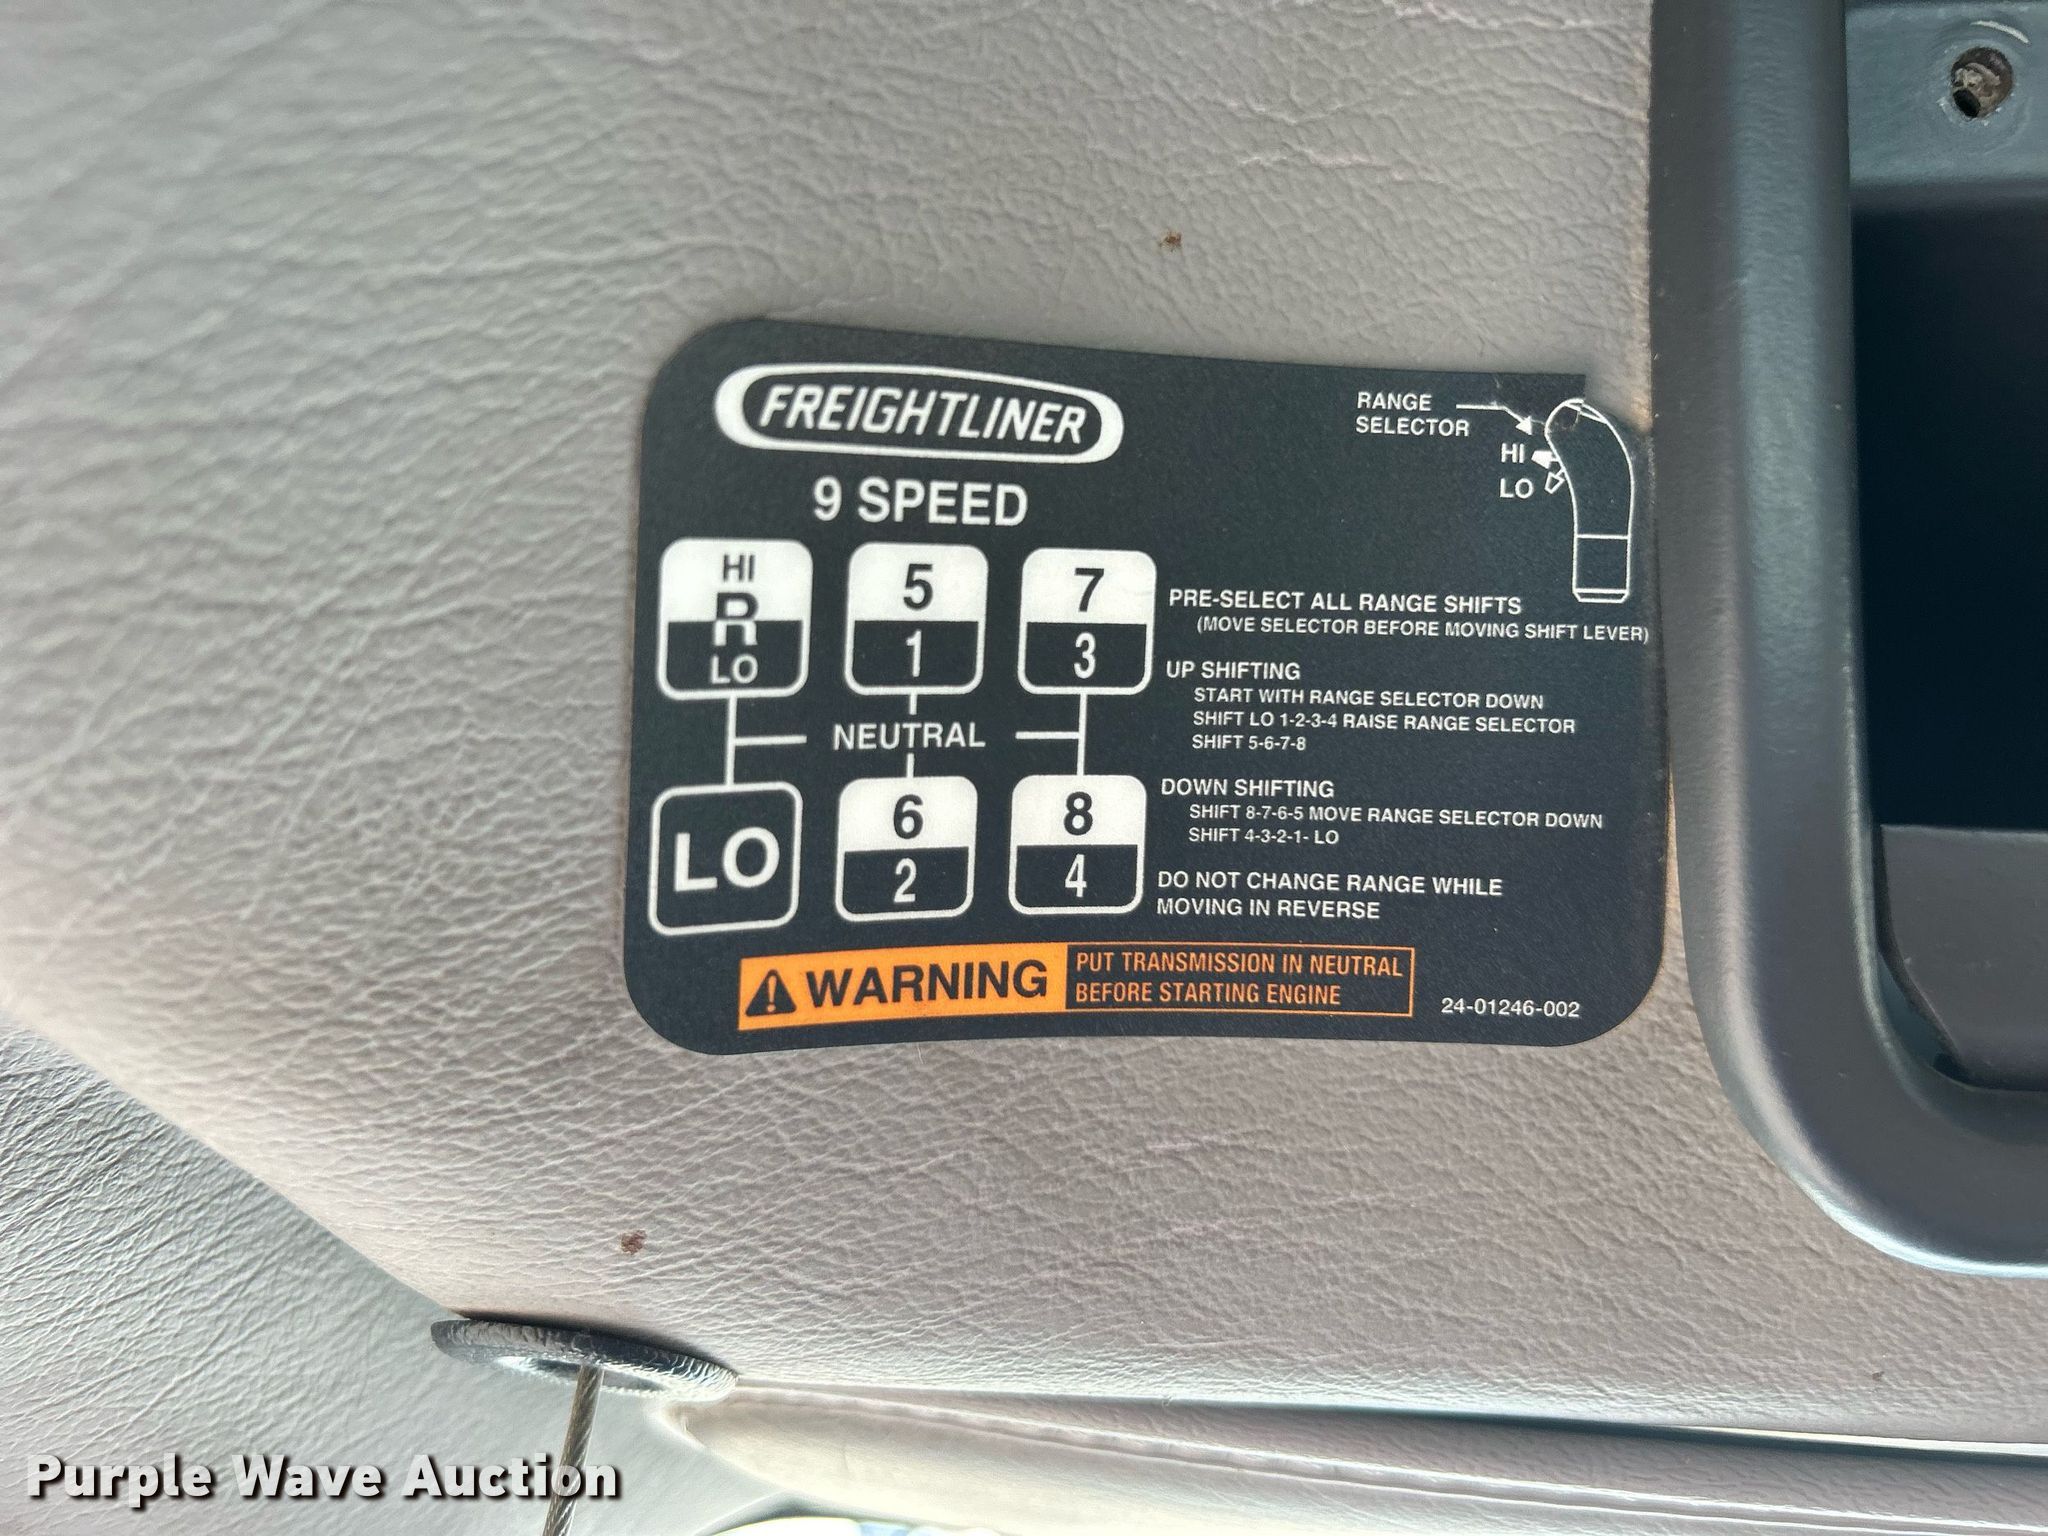 FREIGHTLINER
9 SPEED
RANGE
SELECTOR
HI
LO
HI
R
LO
5
1
7
3
NEUTRAL
LO
6
2
8
4
PRE-SELECT ALL RANGE SHIFTS
(MOVE SELECTOR BEFORE MOVING SHIFT LEVER)
UP SHIFTING
START WITH RANGE SELECTOR DOWN
SHIFT LO 1-2-3-4 RAISE RANGE SELECTOR
SHIFT 5-6-7-8
DOWN SHIFTING
SHIFT 8-7-6-5 MOVE RANGE SELECTOR DOWN
SHIFT 4-3-2-1- LO
DO NOT CHANGE RANGE WHILE
MOVING IN REVERSE
WARNING
PUT TRANSMISSION IN NEUTRAL
BEFORE STARTING ENGINE
24-01246-002
Purple Wave Auction